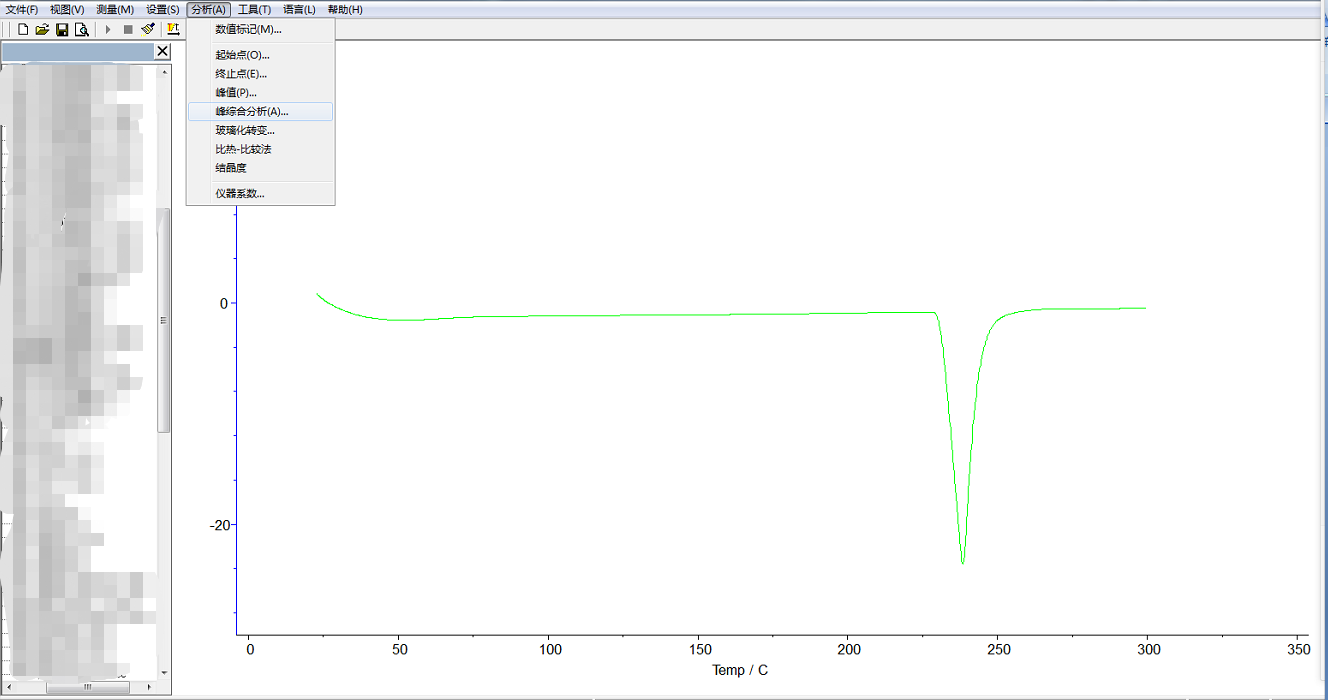 文件(F) 视图(V) 测量(M) 设置(S) 分析(A) 工具(T) 语言(L) 帮助(H)
数值标记(M)...
起始点(O)...
终止点(E)...
峰值(P)...
峰综合分析(A)...
玻璃化转变...
比热-比较法
结晶度
仪器系数...
0
-20
0 50 100 150 200 250 300 350
Temp / C